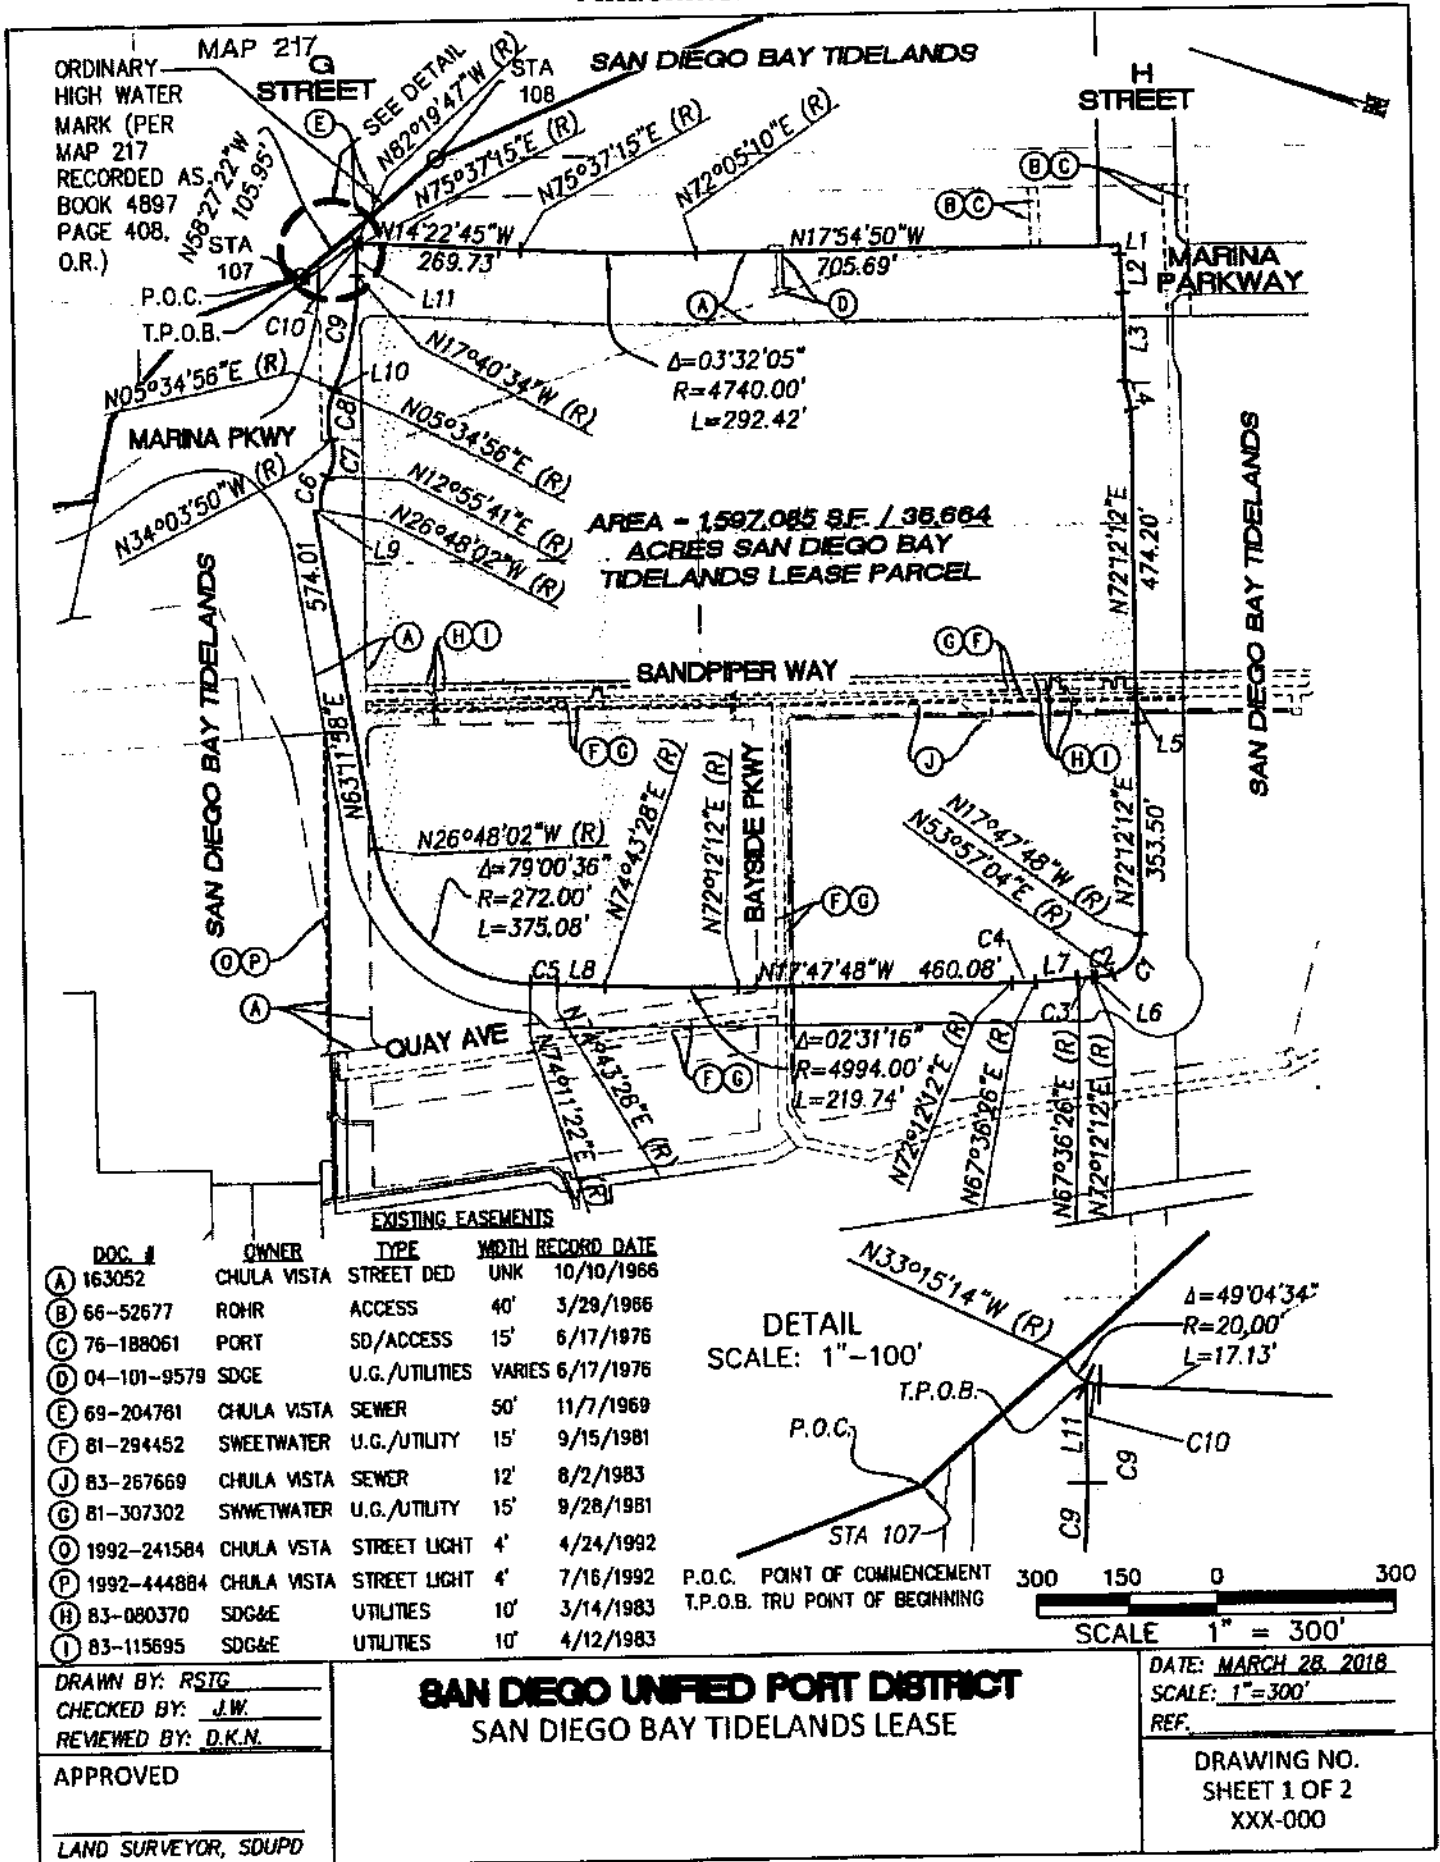 MAP 217
ORDINARY
HIGH WATER
MARK (PER
MAP 217
RECORDED AS
BOOK 4897
PAGE 408,
O.R.)
G
STREET
E
SEE DETAIL
N82°19'47"W (R)
STA
108
SAN DIEGO BAY TIDELANDS
H
STREET
N
N58°27'22"W
105.95'
STA
107
P.O.C.
T.P.O.B.
N75°37'15"E (R)
N75°37'15"E (R)
N72°05'10"E (R)
B C
B C
N14°22'45"W
269.73'
N17°54'50"W
705.69'
L1
L2
MARINA
PARKWAY
L11
A
D
C10
C9
L3
L4
N17°40'34"W (R)
Δ=03°32'05"
R=4740.00'
L=292.42'
N05°34'56"E (R)
L10
C8
N05°34'56"E (R)
MARINA PKWY
C7
C6
N34°03'50"W (R)
N12°55'41"E (R)
N26°48'02"W (R)
L9
AREA = 1,597,085 S.F. / 36.664
ACRES SAN DIEGO BAY
TIDELANDS LEASE PARCEL
N72°12'12"E
474.20'
SAN DIEGO BAY TIDELANDS
SAN DIEGO BAY TIDELANDS
574.01
N63°11'58"E
A
H I
G F
SANDPIPER WAY
F G
J
H I
L5
N72°12'12"E
353.50'
N26°48'02"W (R)
Δ=79°00'36"
R=272.00'
L=375.08'
N74°43'28"E (R)
N72°12'12"E (R)
BAYSIDE PKWY
N17°47'48"W (R)
N53°57'04"E (R)
F G
O P
A
C5
L8
N17°47'48"W 460.08'
C4
L7
C2
C1
C3
L6
QUAY AVE
N74°11'22"E (R)
N74°43'28"E (R)
F G
Δ=02°31'16"
R=4994.00'
L=219.74'
N72°12'12"E (R)
N67°36'26"E (R)
N67°36'26"E (R)
N72°12'12"E (R)
EXISTING EASEMENTS
DOC. # OWNER TYPE WIDTH RECORD DATE
A 163052 CHULA VISTA STREET DED UNK 10/10/1966
B 66-52677 ROHR ACCESS 40' 3/29/1966
C 76-188061 PORT SD/ACCESS 15' 6/17/1976
D 04-101-9579 SDGE U.G./UTILITIES VARIES 6/17/1976
E 69-204761 CHULA VISTA SEWER 50' 11/7/1969
F 81-294452 SWEETWATER U.G./UTILITY 15' 9/15/1981
J 83-267669 CHULA VISTA SEWER 12' 8/2/1983
G 81-307302 SWWETWATER U.G./UTILITY 15' 9/28/1981
O 1992-241584 CHULA VSTA STREET LIGHT 4' 4/24/1992
P 1992-444884 CHULA VISTA STREET LIGHT 4' 7/16/1992
H 83-080370 SDG&E UTILITIES 10' 3/14/1983
I 83-115695 SDG&E UTILITIES 10' 4/12/1983
DETAIL
SCALE: 1"-100'
N33°15'14"W (R)
Δ=49°04'34"
R=20.00'
L=17.13'
T.P.O.B.
P.O.C.
L11
C10
C9
C9
STA 107
P.O.C. POINT OF COMMENCEMENT
T.P.O.B. TRU POINT OF BEGINNING
300 150 0 300
SCALE 1" = 300'
DRAWN BY: RSTG
CHECKED BY: J.W.
REVIEWED BY: D.K.N.
APPROVED
LAND SURVEYOR, SDUPD
SAN DIEGO UNIFIED PORT DISTRICT
SAN DIEGO BAY TIDELANDS LEASE
DATE: MARCH 28, 2018
SCALE: 1"=300'
REF.
DRAWING NO.
SHEET 1 OF 2
XXX-000